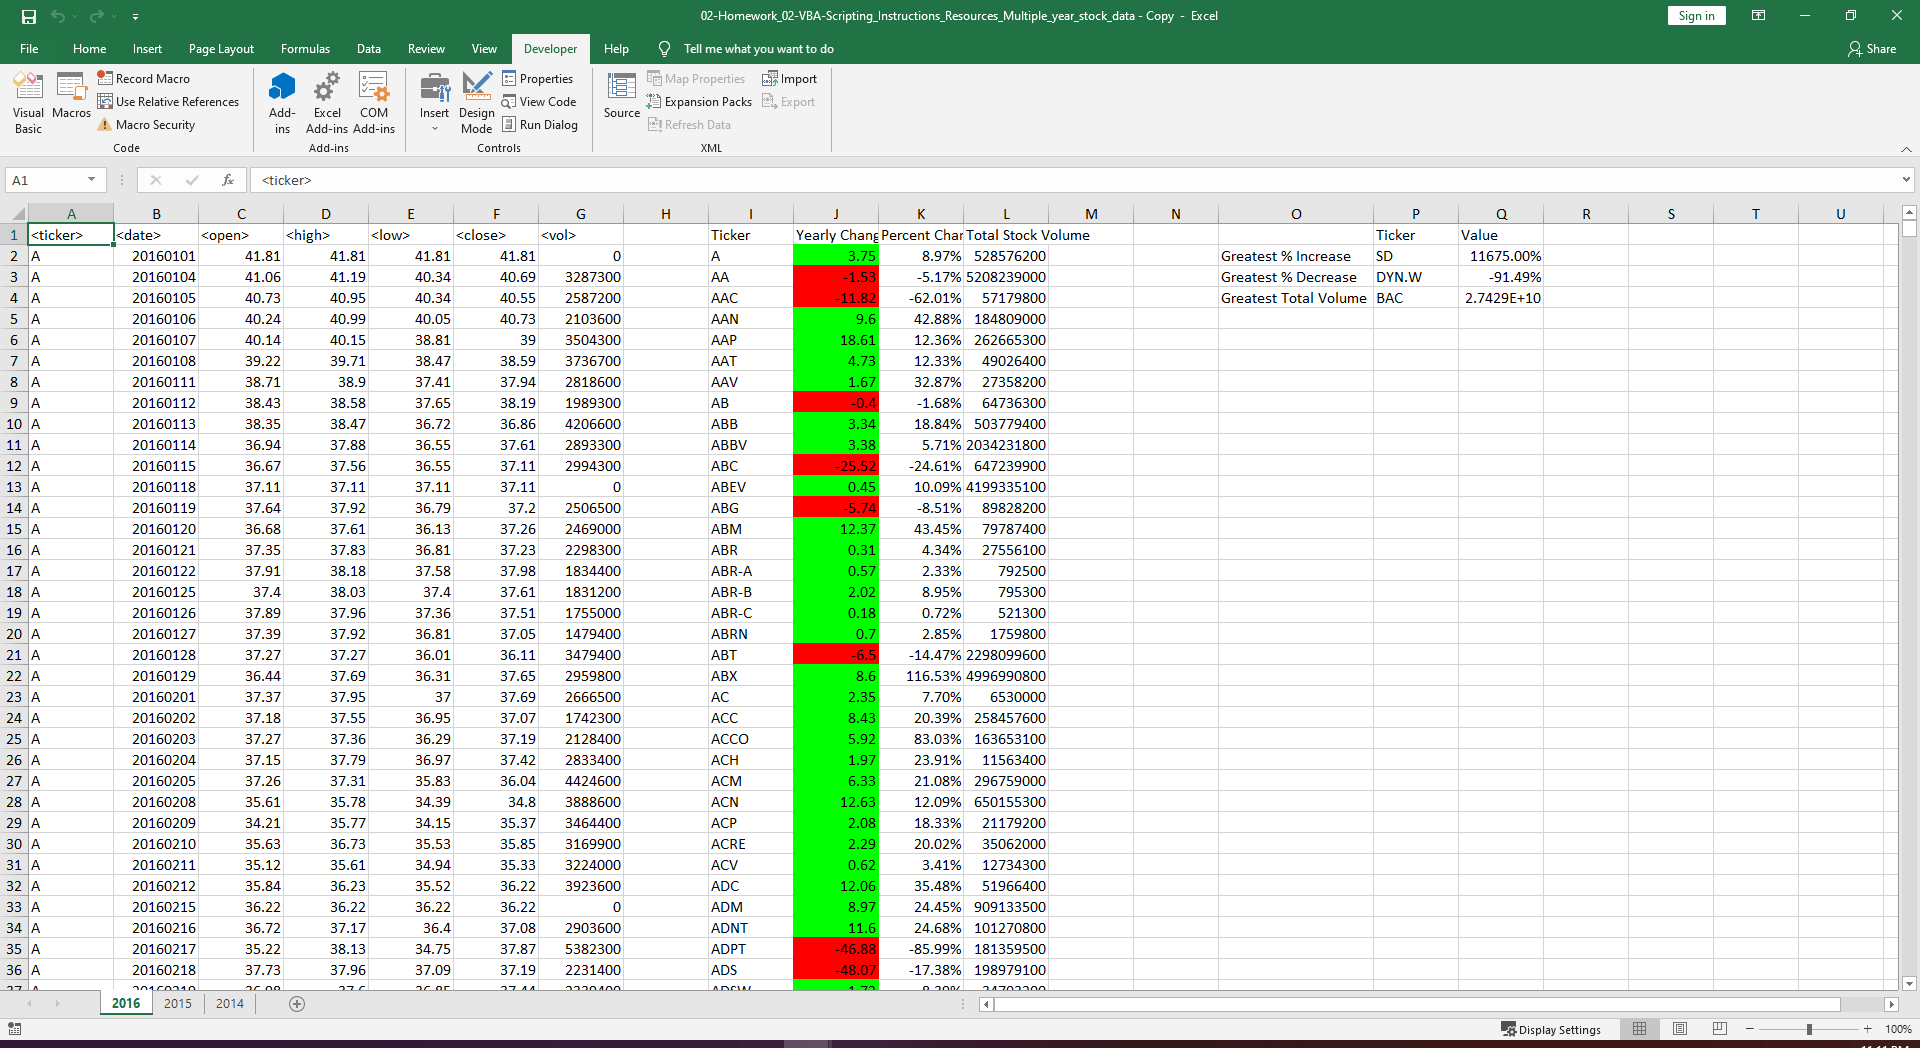 02-Homework_02-VBA-Scripting_Instructions_Resources_Multiple_year_stock_data - Copy - Excel Sign in
File Home Insert Page Layout Formulas Data Review View Developer Help Tell me what you want to do Share
Visual Basic Macros Record Macro Use Relative References Macro Security Code
Add-ins Excel Add-ins COM Add-ins Add-ins
Insert Design Mode Properties View Code Run Dialog Controls
Source Map Properties Expansion Packs Refresh Data Import Export XML
A1 fx <ticker>
A B C D E F G H I J K L M N O P Q R S T U
1 <ticker> <date> <open> <high> <low> <close> <vol> Ticker Yearly Chang Percent Char Total Stock Volume Ticker Value
2 A 20160101 41.81 41.81 41.81 41.81 0 A 3.75 8.97% 528576200 Greatest % Increase SD 11675.00%
3 A 20160104 41.06 41.19 40.34 40.69 3287300 AA -1.53 -5.17% 5208239000 Greatest % Decrease DYN.W -91.49%
4 A 20160105 40.73 40.95 40.34 40.55 2587200 AAC -11.82 -62.01% 57179800 Greatest Total Volume BAC 2.7429E+10
5 A 20160106 40.24 40.99 40.05 40.73 2103600 AAN 9.6 42.88% 184809000
6 A 20160107 40.14 40.15 38.81 39 3504300 AAP 18.61 12.36% 262665300
7 A 20160108 39.22 39.71 38.47 38.59 3736700 AAT 4.73 12.33% 49026400
8 A 20160111 38.71 38.9 37.41 37.94 2818600 AAV 1.67 32.87% 27358200
9 A 20160112 38.43 38.58 37.65 38.19 1989300 AB -0.4 -1.68% 64736300
10 A 20160113 38.35 38.47 36.72 36.86 4206600 ABB 3.34 18.84% 503779400
11 A 20160114 36.94 37.88 36.55 37.61 2893300 ABBV 3.38 5.71% 2034231800
12 A 20160115 36.67 37.56 36.55 37.11 2994300 ABC -25.52 -24.61% 647239900
13 A 20160118 37.11 37.11 37.11 37.11 0 ABEV 0.45 10.09% 4199335100
14 A 20160119 37.64 37.92 36.79 37.2 2506500 ABG -5.74 -8.51% 89828200
15 A 20160120 36.68 37.61 36.13 37.26 2469000 ABM 12.37 43.45% 79787400
16 A 20160121 37.35 37.83 36.81 37.23 2298300 ABR 0.31 4.34% 27556100
17 A 20160122 37.91 38.18 37.58 37.98 1834400 ABR-A 0.57 2.33% 792500
18 A 20160125 37.4 38.03 37.4 37.61 1831200 ABR-B 2.02 8.95% 795300
19 A 20160126 37.89 37.96 37.36 37.51 1755000 ABR-C 0.18 0.72% 521300
20 A 20160127 37.39 37.92 36.81 37.05 1479400 ABRN 0.7 2.85% 1759800
21 A 20160128 37.27 37.27 36.01 36.11 3479400 ABT -6.5 -14.47% 2298099600
22 A 20160129 36.44 37.69 36.31 37.65 2959800 ABX 8.6 116.53% 4996990800
23 A 20160201 37.37 37.95 37 37.69 2666500 AC 2.35 7.70% 6530000
24 A 20160202 37.18 37.55 36.95 37.07 1742300 ACC 8.43 20.39% 258457600
25 A 20160203 37.27 37.36 36.29 37.19 2128400 ACCO 5.92 83.03% 163653100
26 A 20160204 37.15 37.79 36.97 37.42 2833400 ACH 1.97 23.91% 11563400
27 A 20160205 37.26 37.31 35.83 36.04 4424600 ACM 6.33 21.08% 296759000
28 A 20160208 35.61 35.78 34.39 34.8 3888600 ACN 12.63 12.09% 650155300
29 A 20160209 34.21 35.77 34.15 35.37 3464400 ACP 2.08 18.33% 21179200
30 A 20160210 35.63 36.73 35.53 35.85 3169900 ACRE 2.29 20.02% 35062000
31 A 20160211 35.12 35.61 34.94 35.33 3224000 ACV 0.62 3.41% 12734300
32 A 20160212 35.84 36.23 35.52 36.22 3923600 ADC 12.06 35.48% 51966400
33 A 20160215 36.22 36.22 36.22 36.22 0 ADM 8.97 24.45% 909133500
34 A 20160216 36.72 37.17 36.4 37.08 2903600 ADNT 11.6 24.68% 101270800
35 A 20160217 35.22 38.13 34.75 37.87 5382300 ADPT -46.88 -85.99% 181359500
36 A 20160218 37.73 37.96 37.09 37.19 2231400 ADS -48.07 -17.38% 198979100
2016 2015 2014
Display Settings 100%